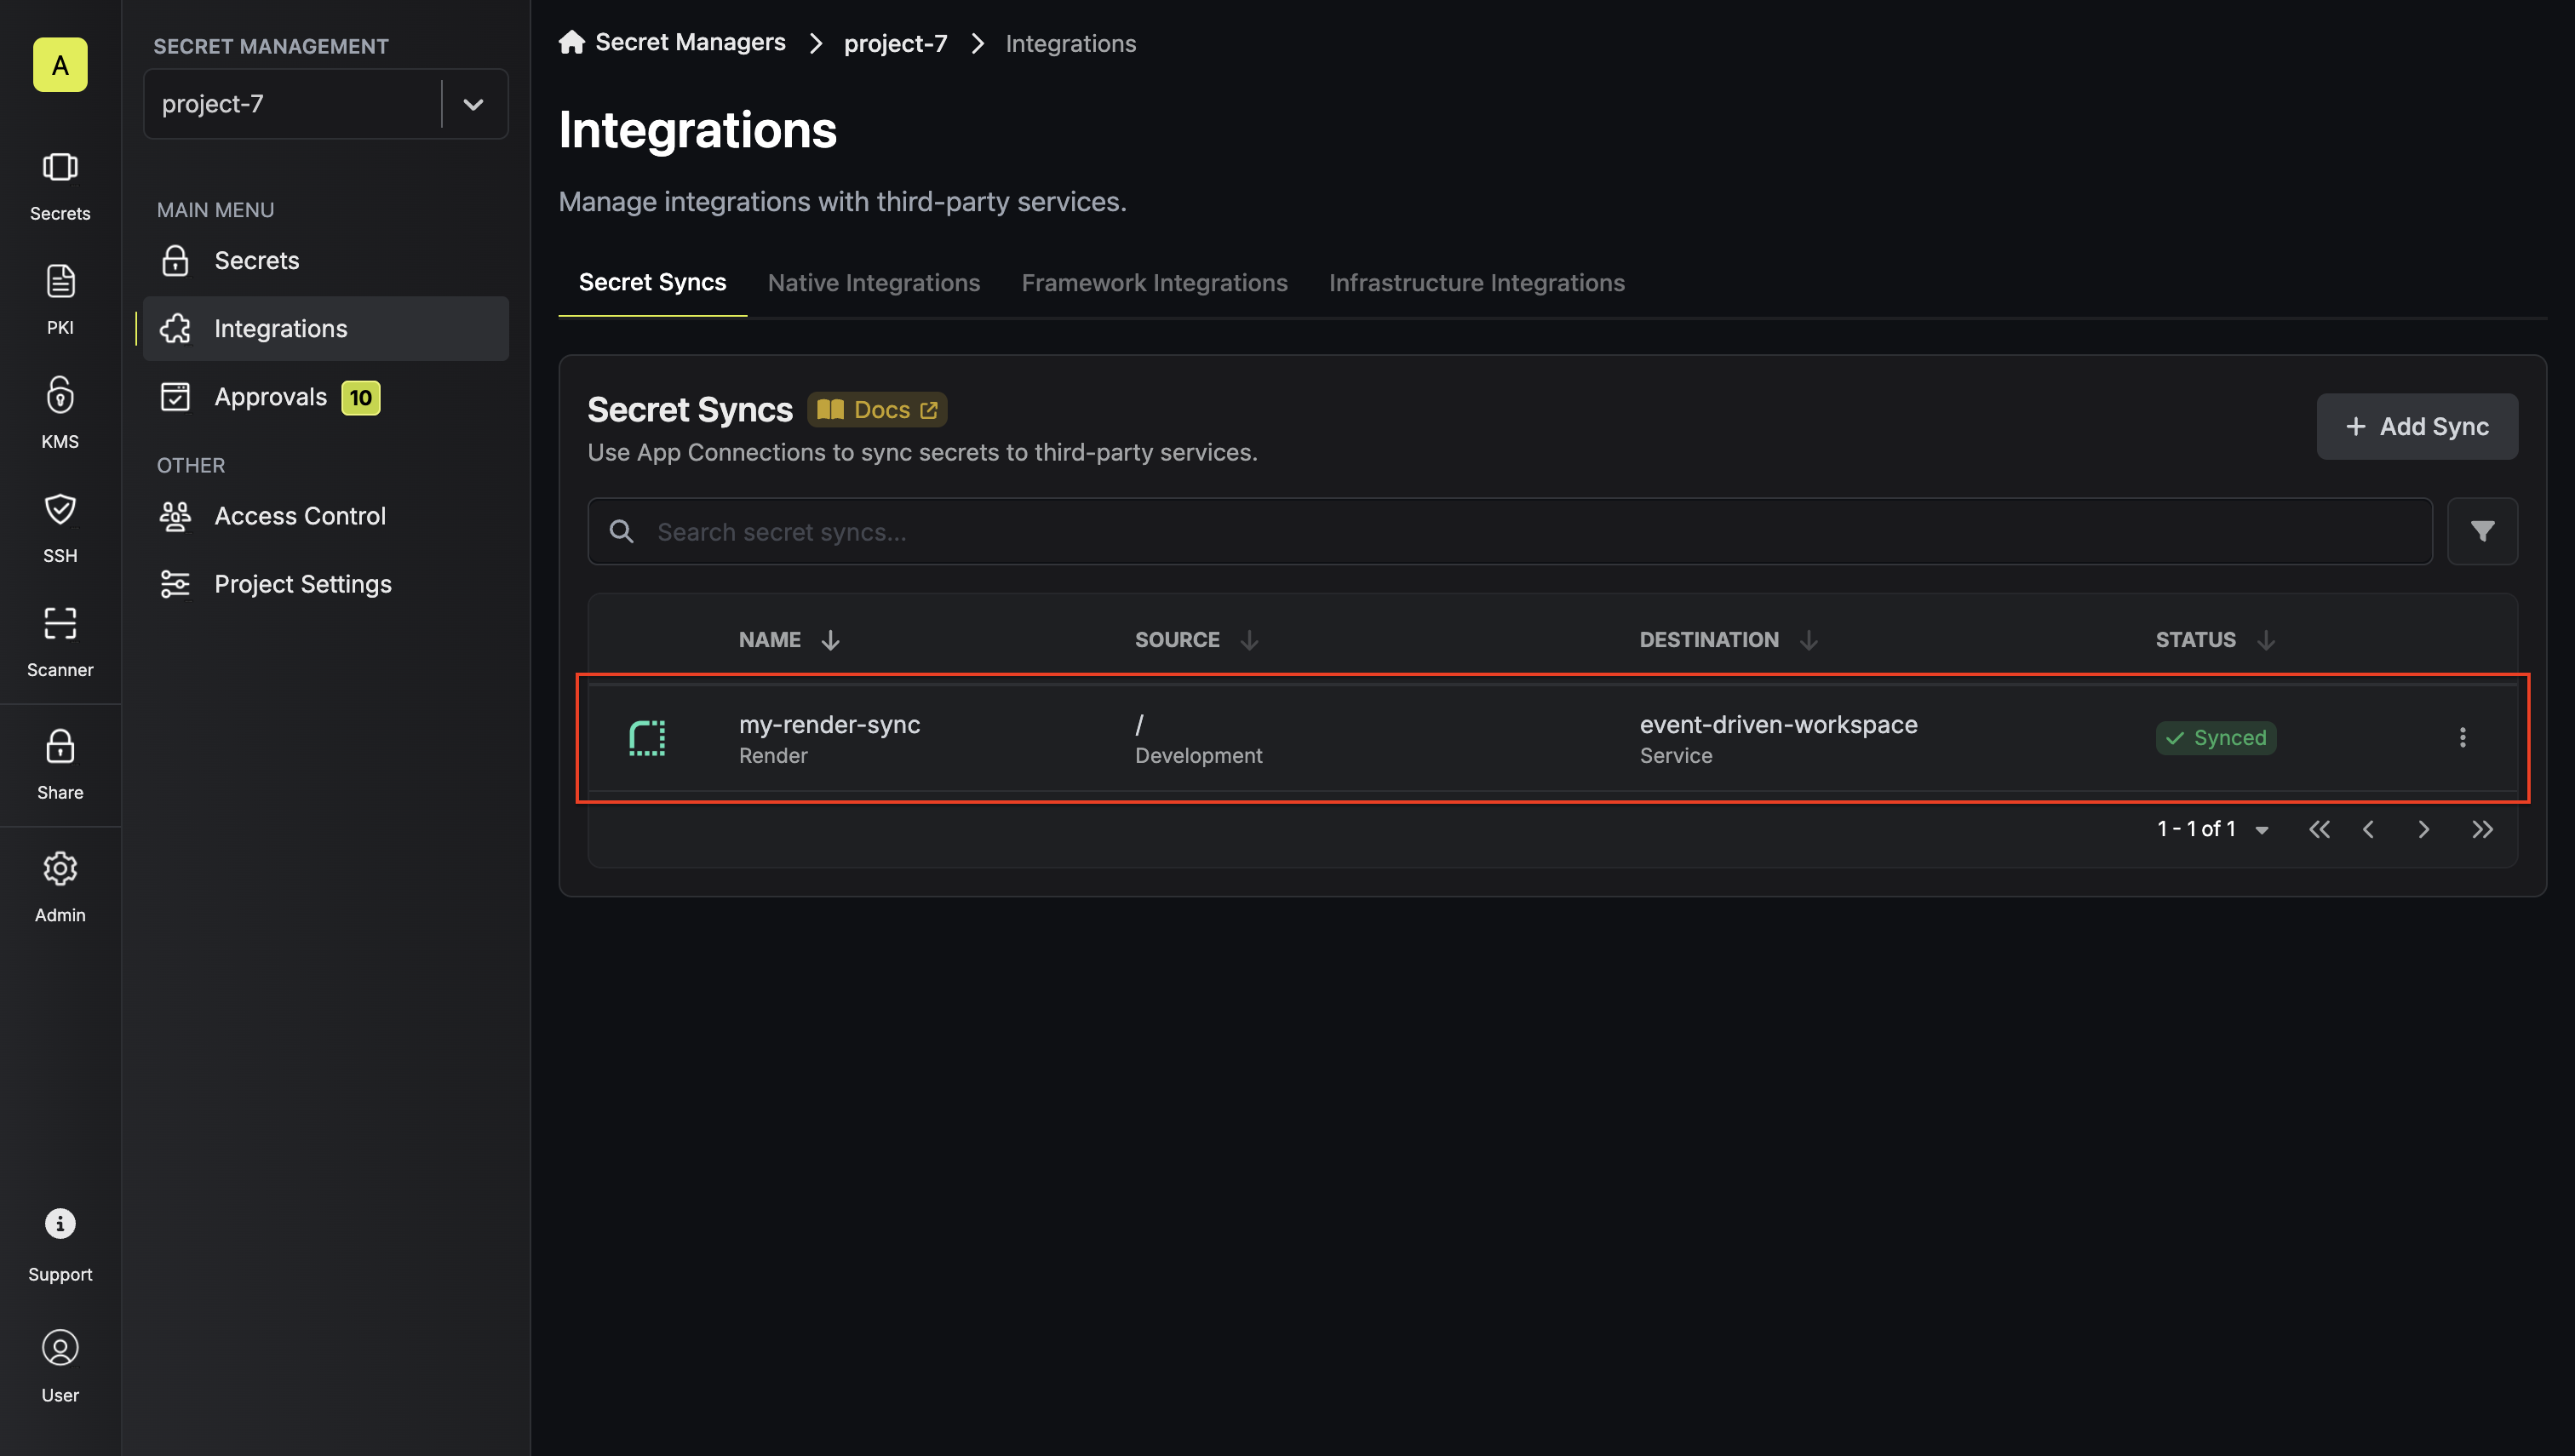 A
Secrets
PKI
KMS
SSH
Scanner
Share
Admin
Support
User
SECRET MANAGEMENT
project-7
MAIN MENU
Secrets
Integrations
Approvals 10
OTHER
Access Control
Project Settings
Secret Managers project-7 Integrations
Integrations
Manage integrations with third-party services.
Secret Syncs Native Integrations Framework Integrations Infrastructure Integrations
Secret Syncs Docs
Use App Connections to sync secrets to third-party services.
+ Add Sync
Search secret syncs...
NAME SOURCE DESTINATION STATUS
my-render-sync / event-driven-workspace Synced
Render Development Service
1 - 1 of 1